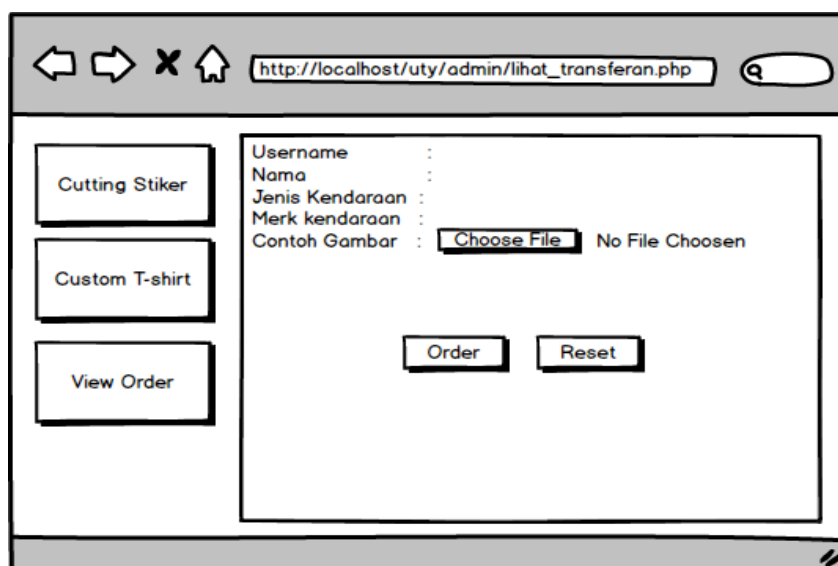 http://localhost/uty/admin/lihat_transferan.php
Cutting Stiker
Custom T-shirt
View Order
Username :
Nama :
Jenis Kendaraan :
Merk kendaraan :
Contoh Gambar : Choose File No File Choosen
Order Reset